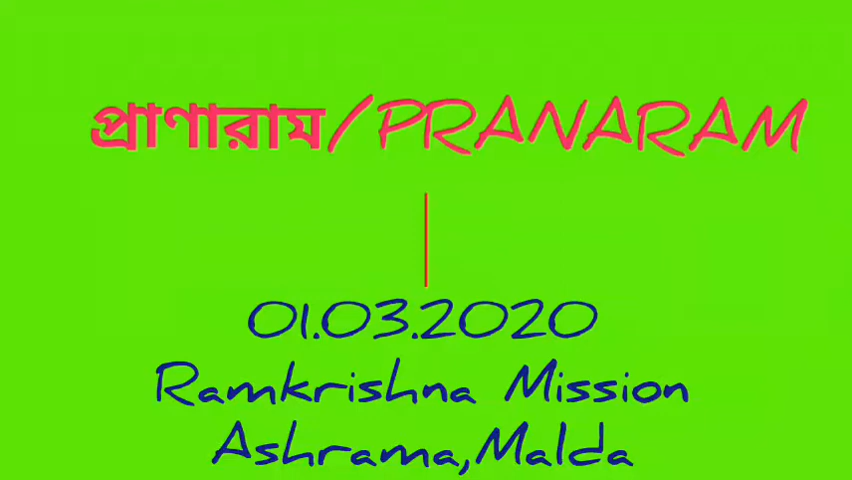 প্রাণারাম/PRANARAM
01.03.2020
Ramkrishna Mission
Ashrama,Malda